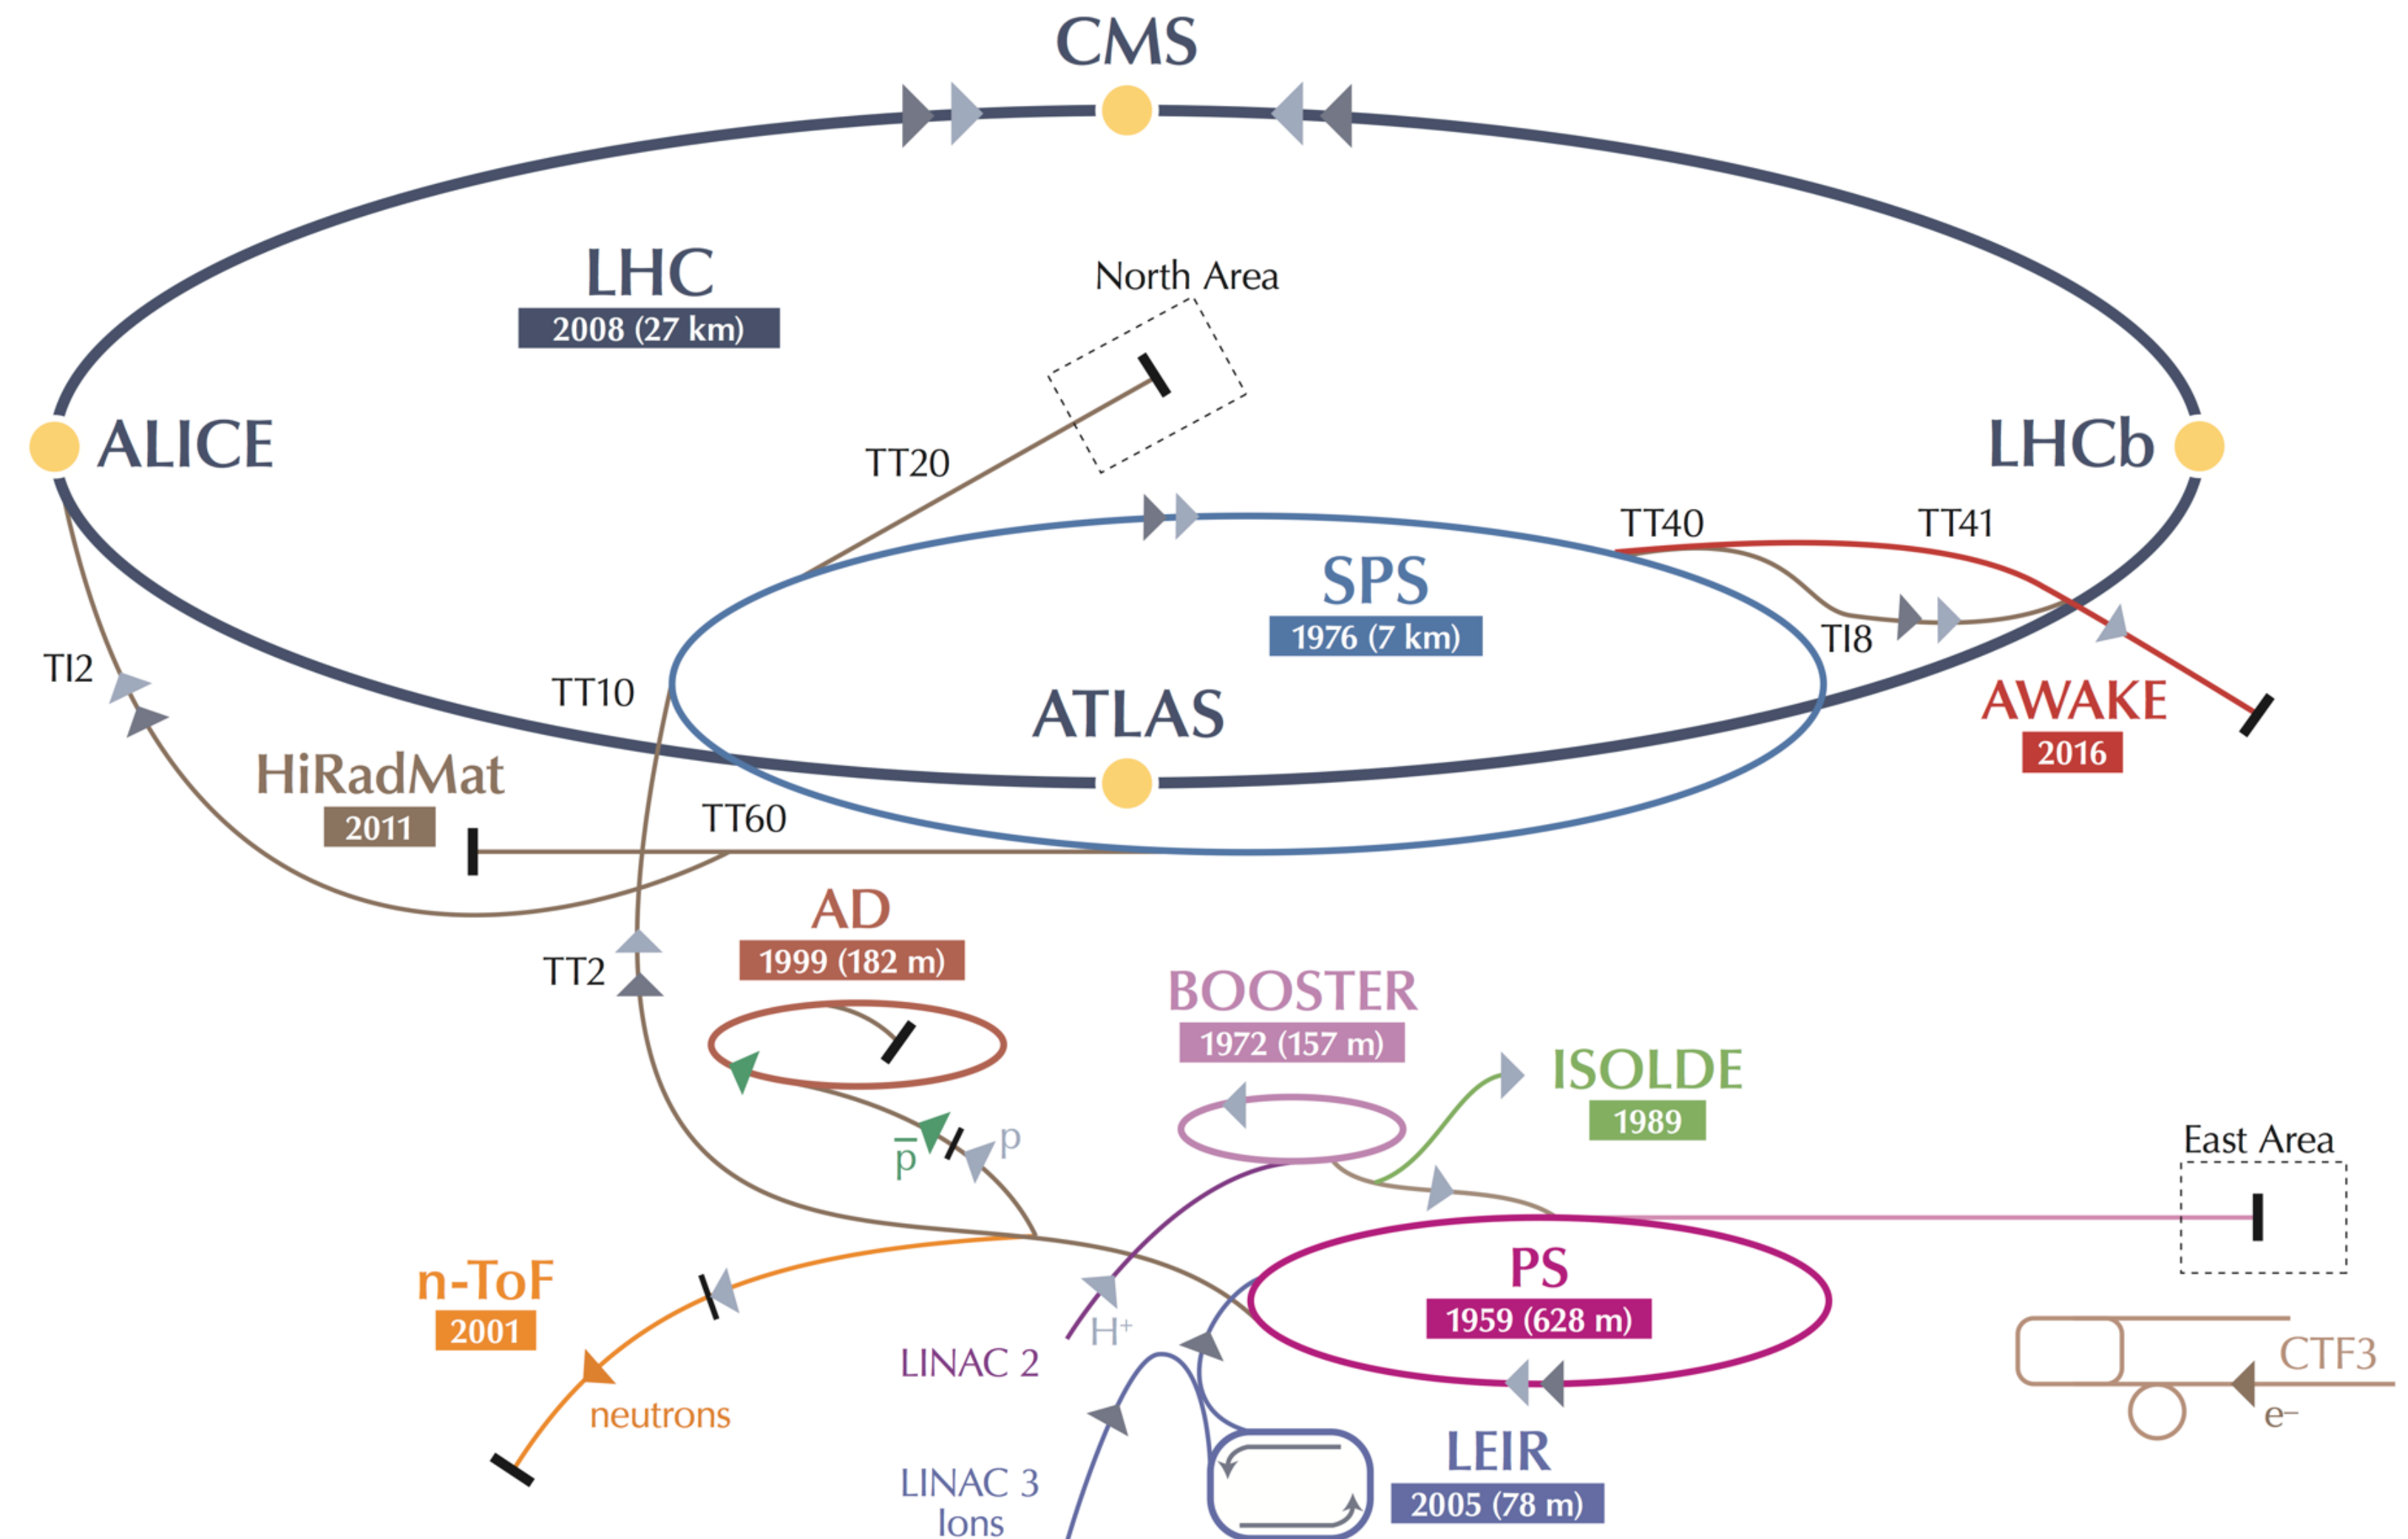 CMS
LHC
2008 (27 km)
North Area
ALICE
LHCb
TT20
TT40
TT41
SPS
1976 (7 km)
TI8
TI2
TT10
ATLAS
AWAKE
2016
HiRadMat
2011
TT60
AD
1999 (182 m)
TT2
BOOSTER
1972 (157 m)
ISOLDE
1989
p
p̅
East Area
n-ToF
2001
PS
1959 (628 m)
H⁺
LINAC 2
CTF3
neutrons
e⁻
LEIR
2005 (78 m)
LINAC 3
Ions